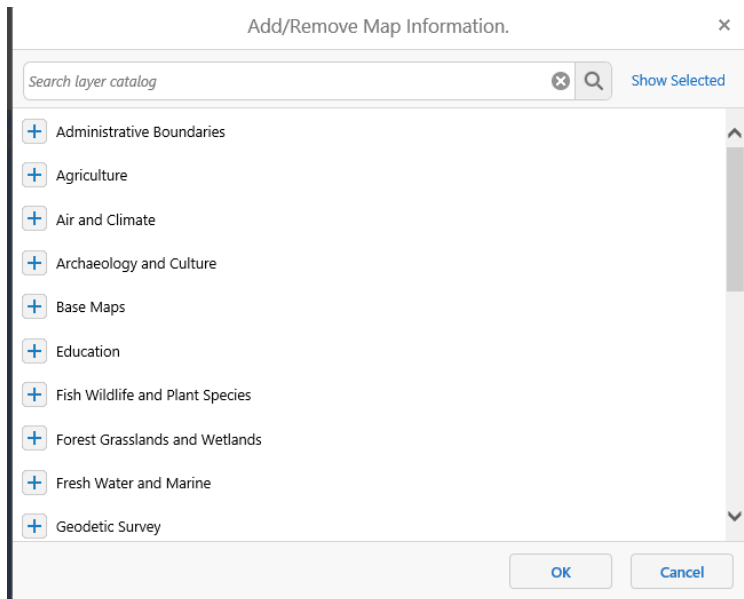 Add/Remove Map Information.
Search layer catalog
Show Selected
Administrative Boundaries
Agriculture
Air and Climate
Archaeology and Culture
Base Maps
Education
Fish Wildlife and Plant Species
Forest Grasslands and Wetlands
Fresh Water and Marine
Geodetic Survey
OK
Cancel